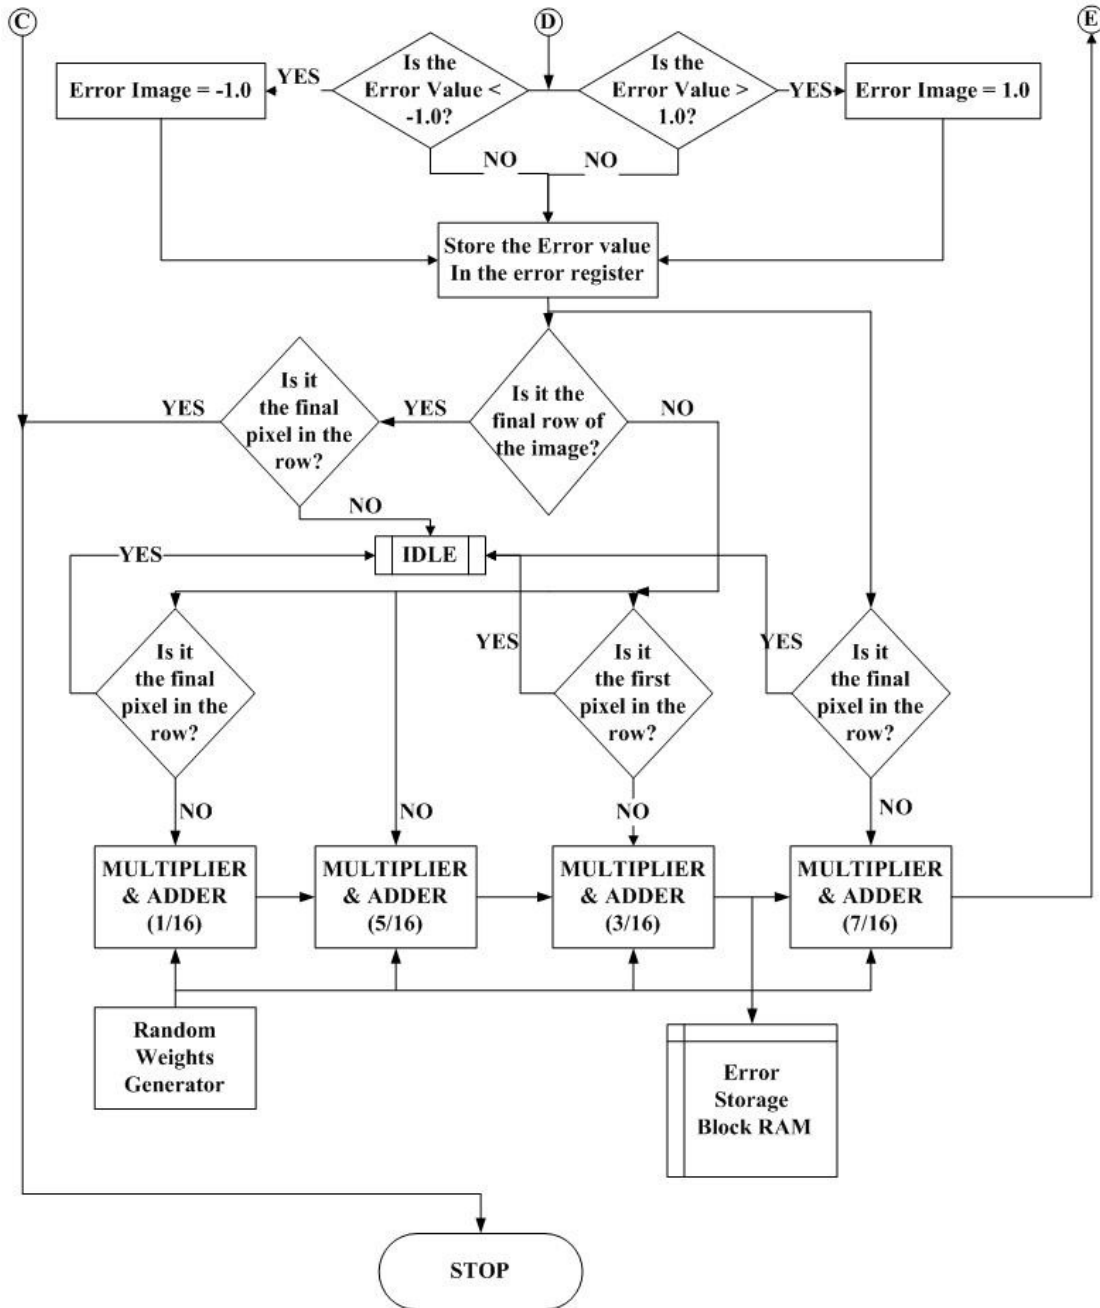 C
D
E
YES
Error Image = -1.0
Is the
Error Value <
-1.0?
Is the
Error Value >
1.0?
YES
Error Image = 1.0
NO
NO
Store the Error value
In the error register
YES
Is it
the final
pixel in the
row?
YES
Is it the
final row of
the image?
NO
NO
YES
IDLE
YES
YES
Is it
the final
pixel in the
row?
Is it
the first
pixel in the
row?
Is it
the final
pixel in the
row?
NO
NO
NO
NO
MULTIPLIER
& ADDER
(1/16)
MULTIPLIER
& ADDER
(5/16)
MULTIPLIER
& ADDER
(3/16)
MULTIPLIER
& ADDER
(7/16)
Random
Weights
Generator
Error
Storage
Block RAM
STOP